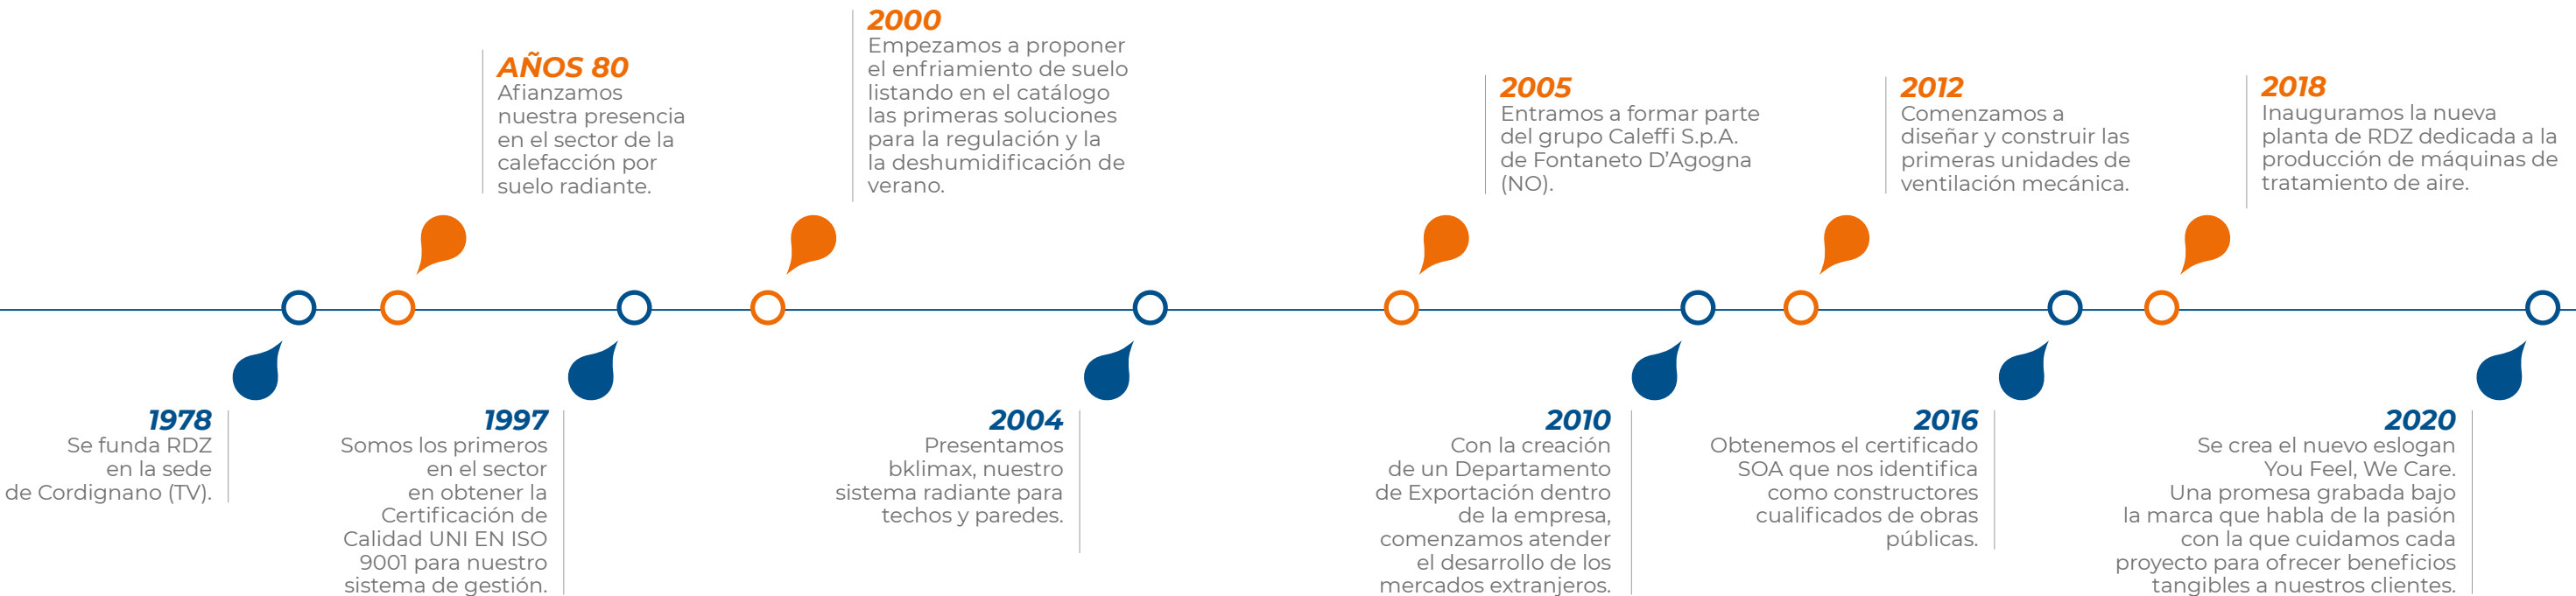 1978
Se funda RDZ
en la sede
de Cordignano (TV).
AÑOS 80
Afianzamos
nuestra presencia
en el sector de la
calefacción por
suelo radiante.
1997
Somos los primeros
en el sector
en obtener la
Certificación de
Calidad UNI EN ISO
9001 para nuestro
sistema de gestión.
2000
Empezamos a proponer
el enfriamiento de suelo
listando en el catálogo
las primeras soluciones
para la regulación y la
la deshumidificación de
verano.
2004
Presentamos
bklimax, nuestro
sistema radiante para
techos y paredes.
2005
Entramos a formar parte
del grupo Caleffi S.p.A.
de Fontaneto D’Agogna
(NO).
2010
Con la creación
de un Departamento
de Exportación dentro
de la empresa,
comenzamos atender
el desarrollo de los
mercados extranjeros.
2012
Comenzamos a
diseñar y construir las
primeras unidades de
ventilación mecánica.
2016
Obtenemos el certificado
SOA que nos identifica
como constructores
cualificados de obras
públicas.
2018
Inauguramos la nueva
planta de RDZ dedicada a la
producción de máquinas de
tratamiento de aire.
2020
Se crea el nuevo eslogan
You Feel, We Care.
Una promesa grabada bajo
la marca que habla de la pasión
con la que cuidamos cada
proyecto para ofrecer beneficios
tangibles a nuestros clientes.